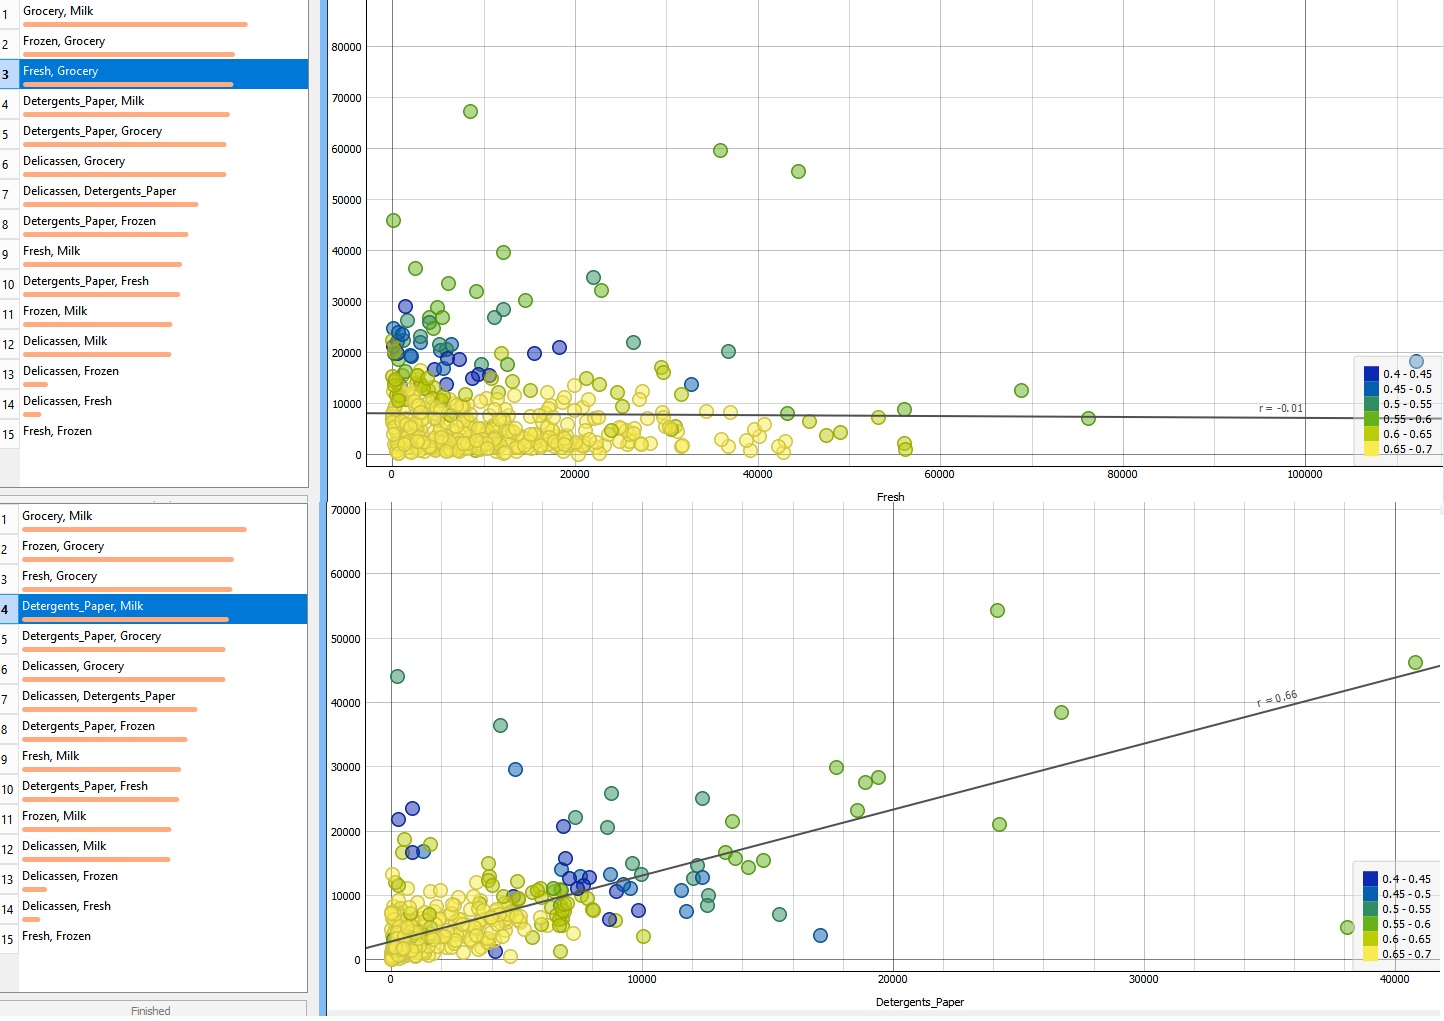 1 Grocery, Milk
2 Frozen, Grocery
3 Fresh, Grocery
4 Detergents_Paper, Milk
5 Detergents_Paper, Grocery
6 Delicassen, Grocery
7 Delicassen, Detergents_Paper
8 Detergents_Paper, Frozen
9 Fresh, Milk
10 Detergents_Paper, Fresh
11 Frozen, Milk
12 Delicassen, Milk
13 Delicassen, Frozen
14 Delicassen, Fresh
15 Fresh, Frozen
80000
70000
60000
50000
40000
30000
20000
10000
0
r = -0.01
0.4 - 0.45
0.45 - 0.5
0.5 - 0.55
0.55 - 0.6
0.6 - 0.65
0.65 - 0.7
0 20000 40000 60000 80000 100000
Fresh
1 Grocery, Milk
2 Frozen, Grocery
3 Fresh, Grocery
4 Detergents_Paper, Milk
5 Detergents_Paper, Grocery
6 Delicassen, Grocery
7 Delicassen, Detergents_Paper
8 Detergents_Paper, Frozen
9 Fresh, Milk
10 Detergents_Paper, Fresh
11 Frozen, Milk
12 Delicassen, Milk
13 Delicassen, Frozen
14 Delicassen, Fresh
15 Fresh, Frozen
Finished
70000
60000
50000
40000
30000
20000
10000
0
r = 0.66
0.4 - 0.45
0.45 - 0.5
0.5 - 0.55
0.55 - 0.6
0.6 - 0.65
0.65 - 0.7
0 10000 20000 30000 40000
Detergents_Paper